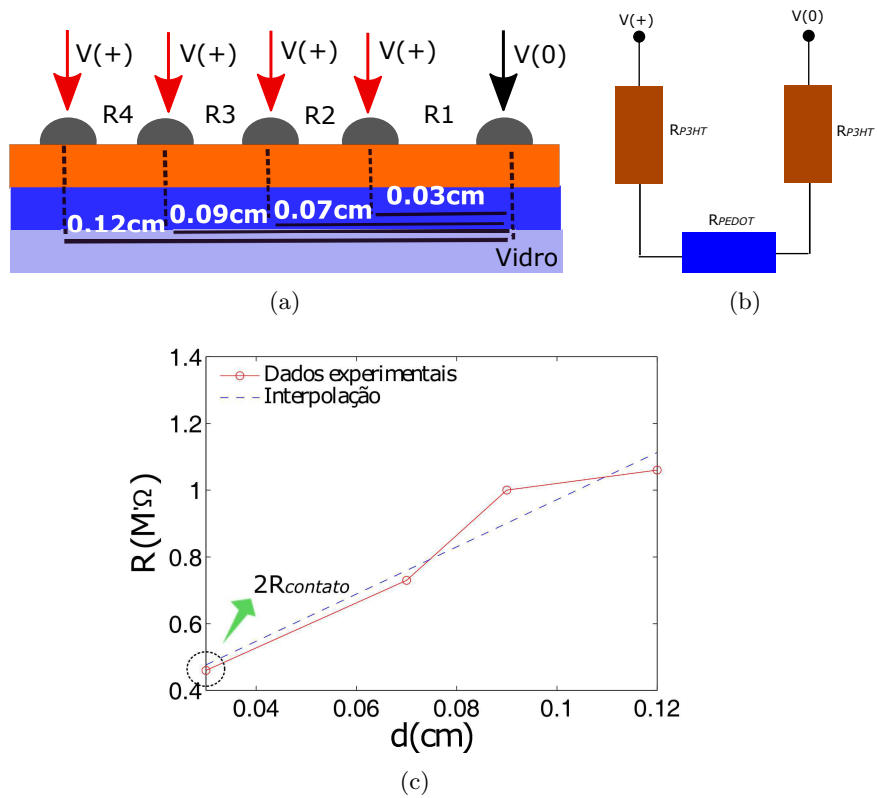 V(+) V(+) V(+) V(+) V(0)
R4 R3 R2 R1
0.03cm
0.07cm
0.09cm
0.12cm
Vidro
(a)
V(+) V(0)
RP3HT RP3HT
RPEDOT
(b)
1.4
1.2
1
0.8
0.6
0.4
R(M'Ω)
Dados experimentais
Interpolação
2Rcontato
0.04 0.06 0.08 0.1 0.12
d(cm)
(c)